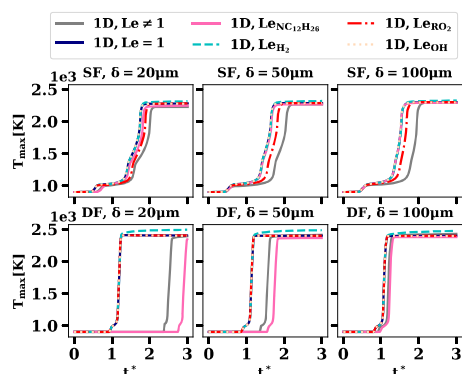 1D, Le ≠ 1 1D, Le_NC₁₂H₂₆ 1D, Le_RO₂
1D, Le = 1 1D, Le_H₂ 1D, Le_OH
SF, δ = 20μm SF, δ = 50μm SF, δ = 100μm
1e3
T_max[K]
2.5
2.0
1.5
1.0
DF, δ = 20μm DF, δ = 50μm DF, δ = 100μm
1e3
T_max[K]
2.5
2.0
1.5
1.0
0 1 2 3 0 1 2 3 0 1 2 3
t* t* t*